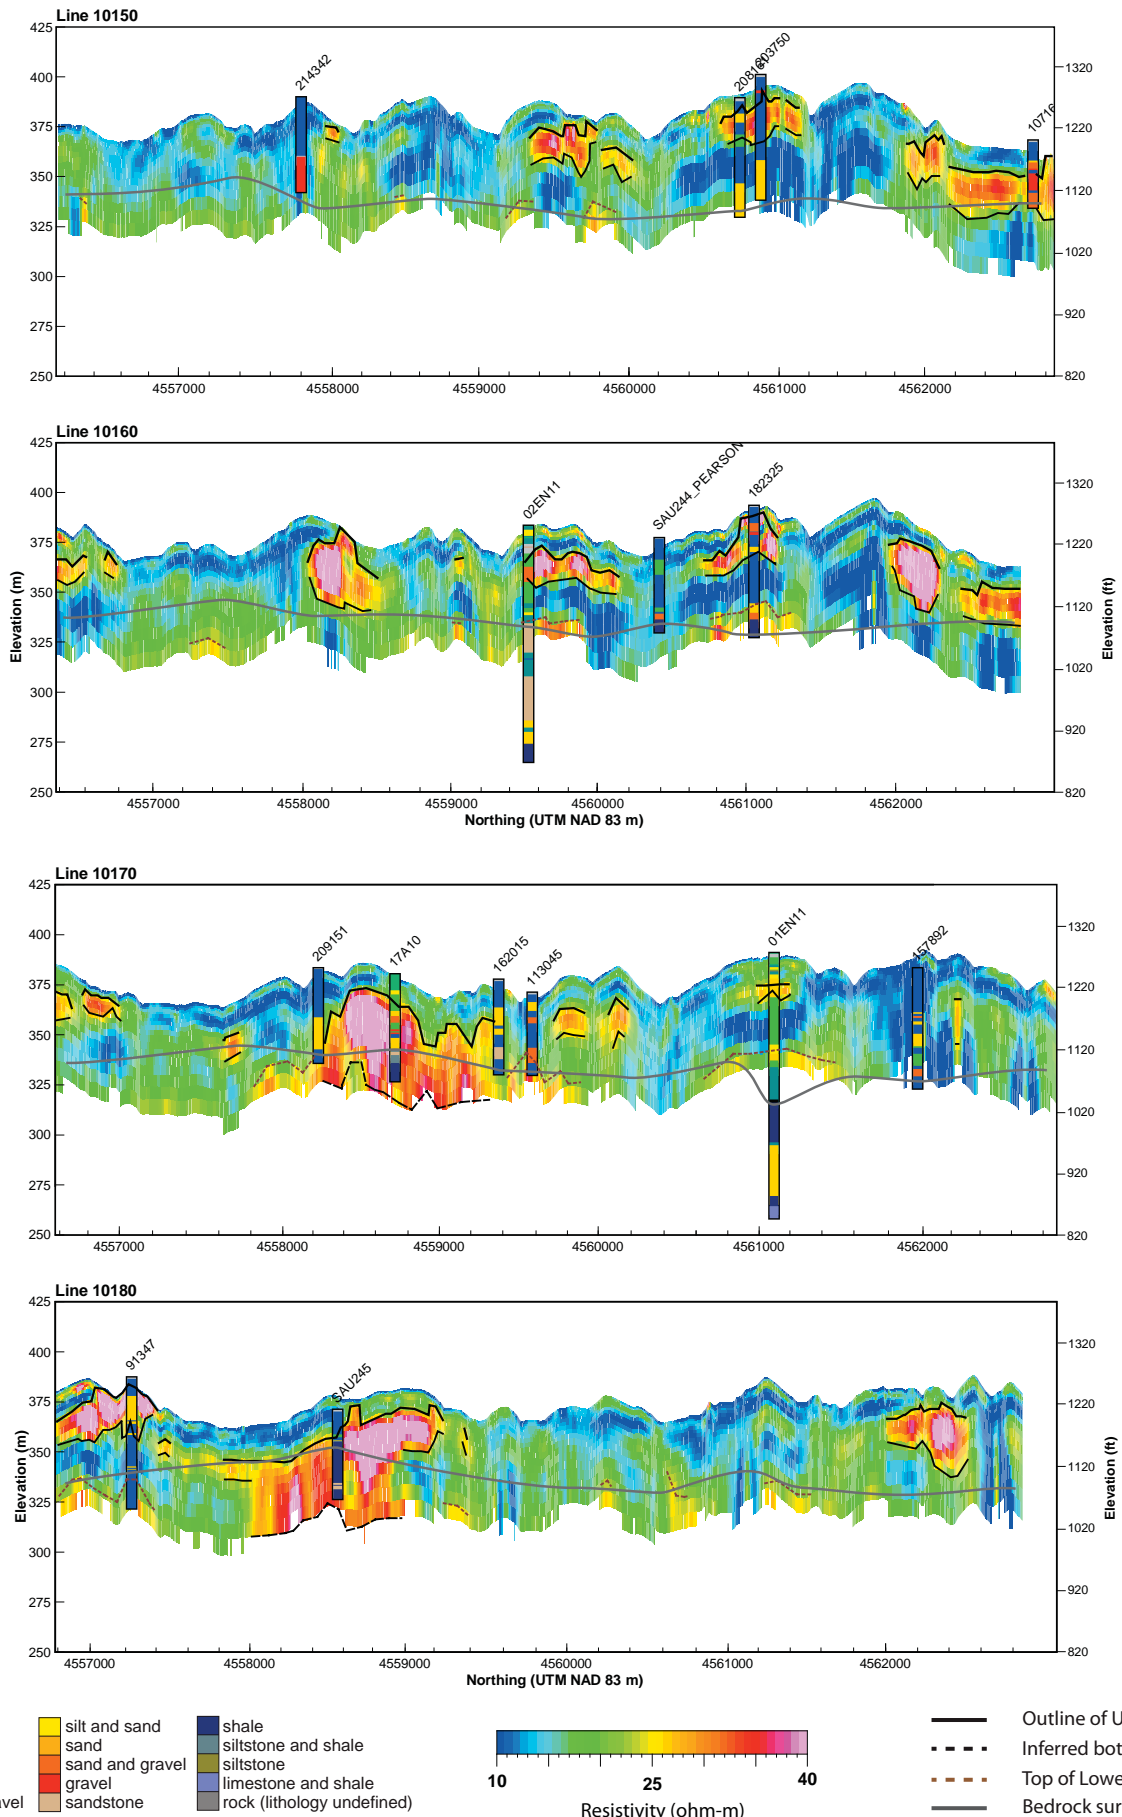 Line 10150
425
400
375
350
325
300
275
250
1320
1220
1120
1020
920
820
214342
203750
10716
4557000 4558000 4559000 4560000 4561000 4562000
Line 10160
425
400
375
350
325
300
275
250
Elevation (m)
1320
1220
1120
1020
920
820
Elevation (ft)
02EN11
SAU244_PEARSON
182325
4557000 4558000 4559000 4560000 4561000 4562000
Northing (UTM NAD 83 m)
Line 10170
425
400
375
350
325
300
275
250
1320
1220
1120
1020
920
820
209151
17A10
162015
113045
01EN11
157892
4557000 4558000 4559000 4560000 4561000 4562000
Line 10180
425
400
375
350
325
300
275
250
Elevation (m)
1320
1220
1120
1020
920
820
Elevation (ft)
91347
SAU245
4557000 4558000 4559000 4560000 4561000 4562000
Northing (UTM NAD 83 m)
silt and sand
sand
sand and gravel
gravel
sandstone
vel
shale
siltstone and shale
siltstone
limestone and shale
rock (lithology undefined)
10 25 40
Resistivity (ohm-m)
Outline of U
Inferred bot
Top of Lowe
Bedrock sur